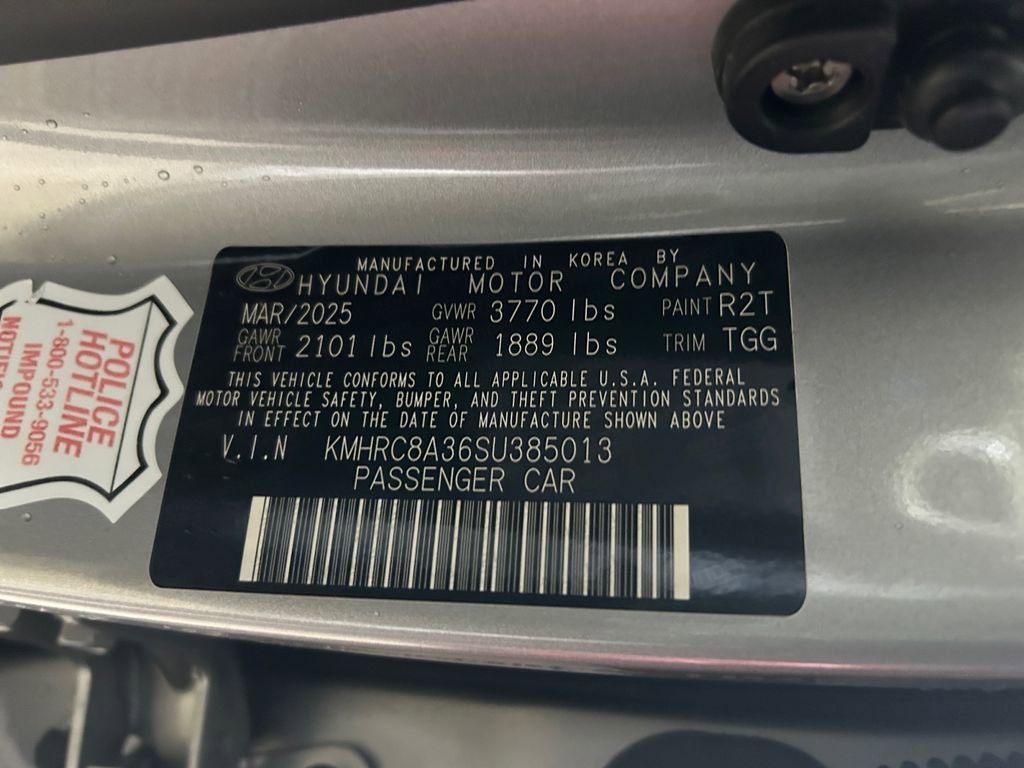 MANUFACTURED IN KOREA BY
HYUNDAI MOTOR COMPANY
MAR/2025 GVWR 3770 lbs PAINT R2T
GAWR FRONT 2101 lbs GAWR REAR 1889 lbs TRIM TGG
THIS VEHICLE CONFORMS TO ALL APPLICABLE U.S.A. FEDERAL
MOTOR VEHICLE SAFETY, BUMPER, AND THEFT PREVENTION STANDARDS
IN EFFECT ON THE DATE OF MANUFACTURE SHOWN ABOVE
V.I.N KMHRC8A36SU385013
PASSENGER CAR
POLICE
HOTLINE
1-800-533-9056
IMPOUND